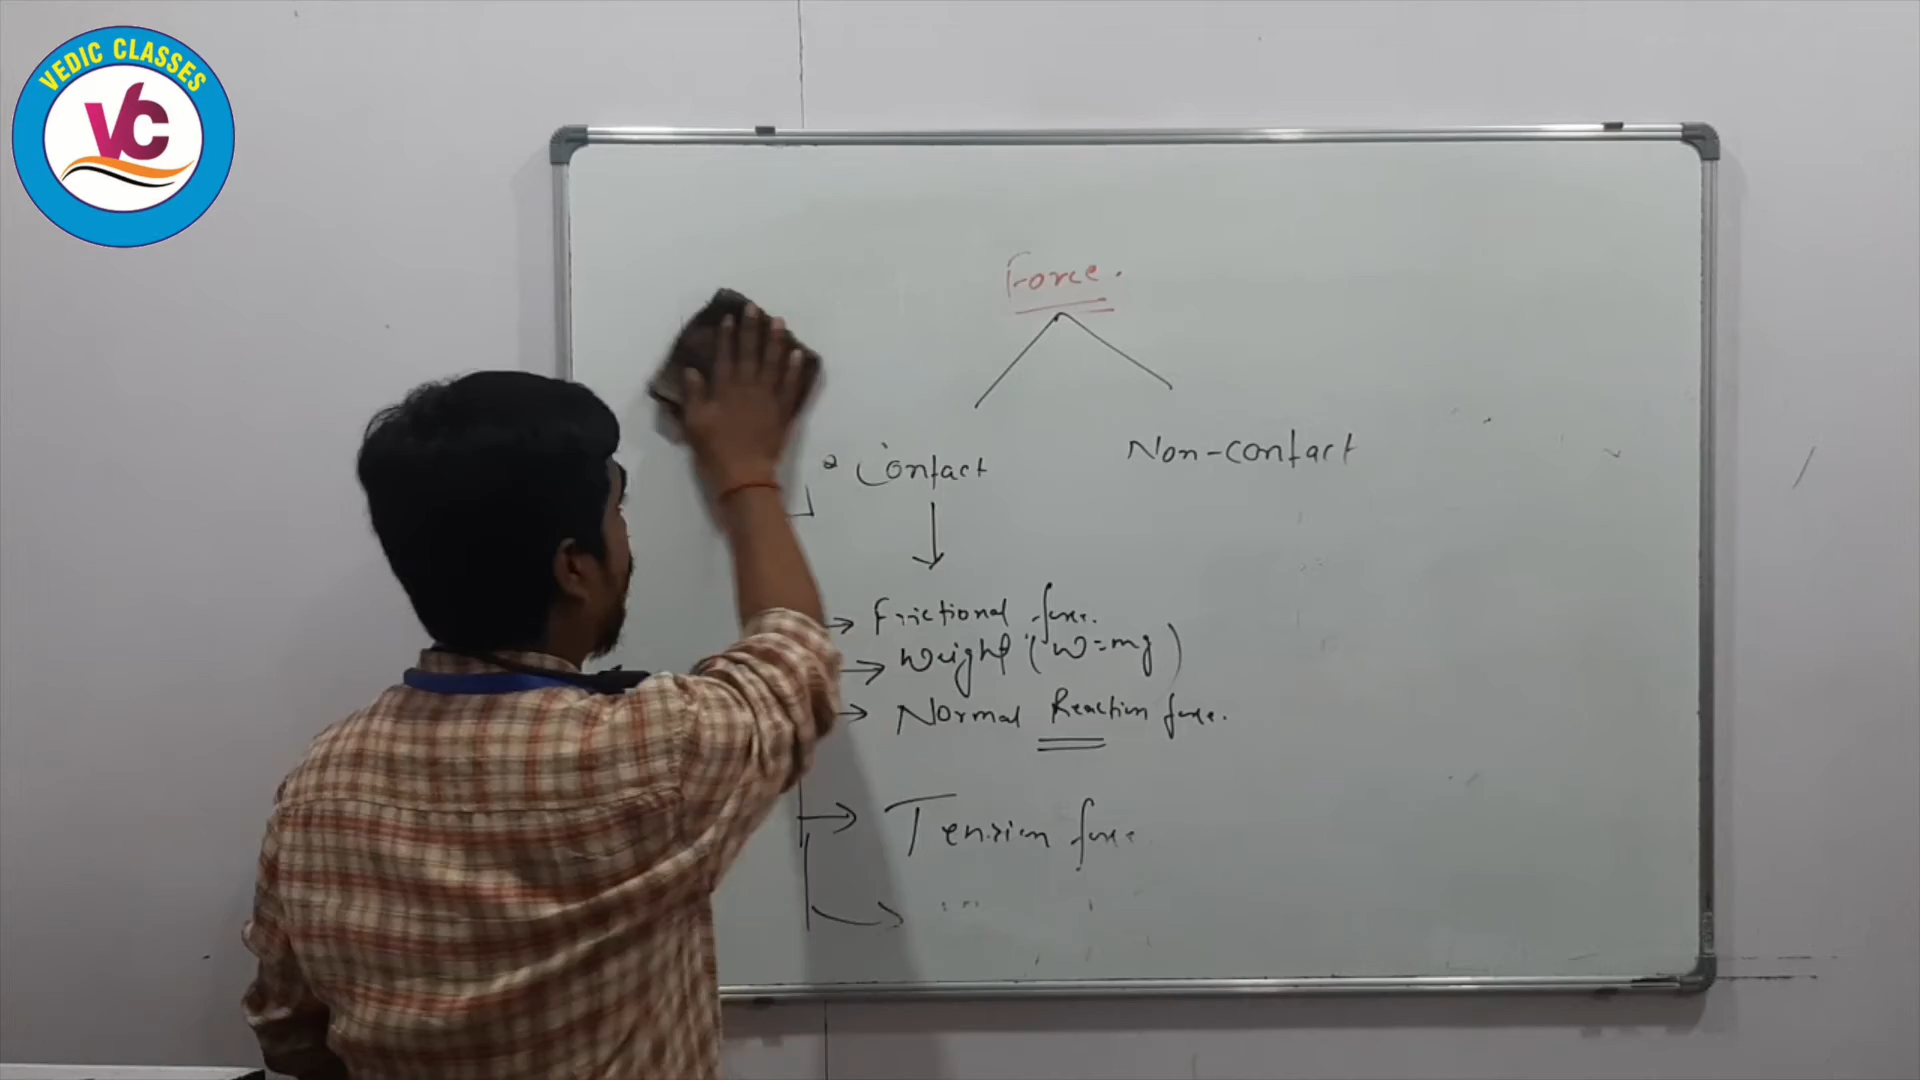 VEDIC CLASSES
VC
Force.
Contact
Non-contact
→ Frictional force.
→ Weight (W=mg)
→ Normal Reaction force.
→ Tension force